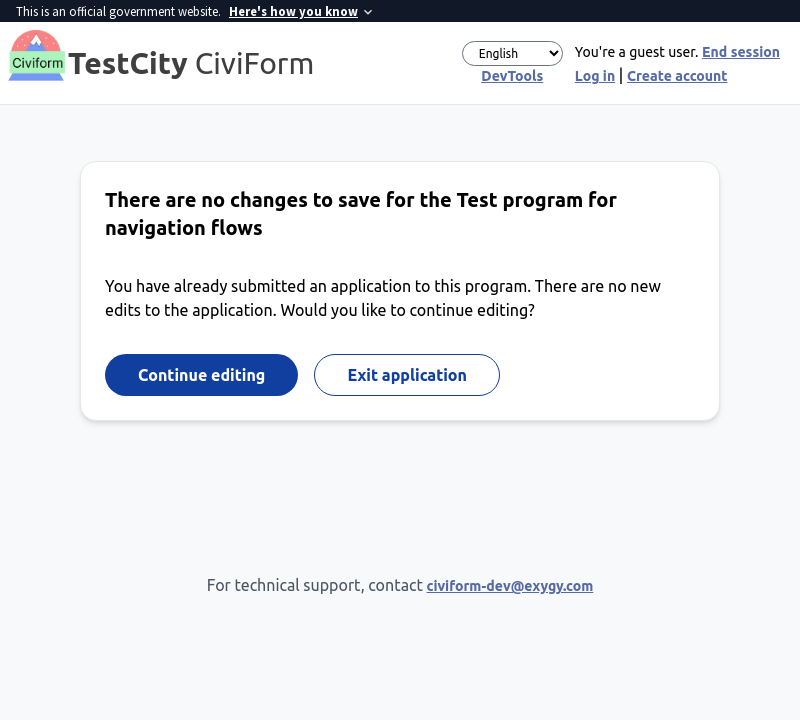 This is an official government website. Here's how you know
Civiform
TestCity CiviForm
English
You're a guest user. End session
DevTools
Log in | Create account
There are no changes to save for the Test program for
navigation flows
You have already submitted an application to this program. There are no new
edits to the application. Would you like to continue editing?
Continue editing
Exit application
For technical support, contact civiform-dev@exygy.com